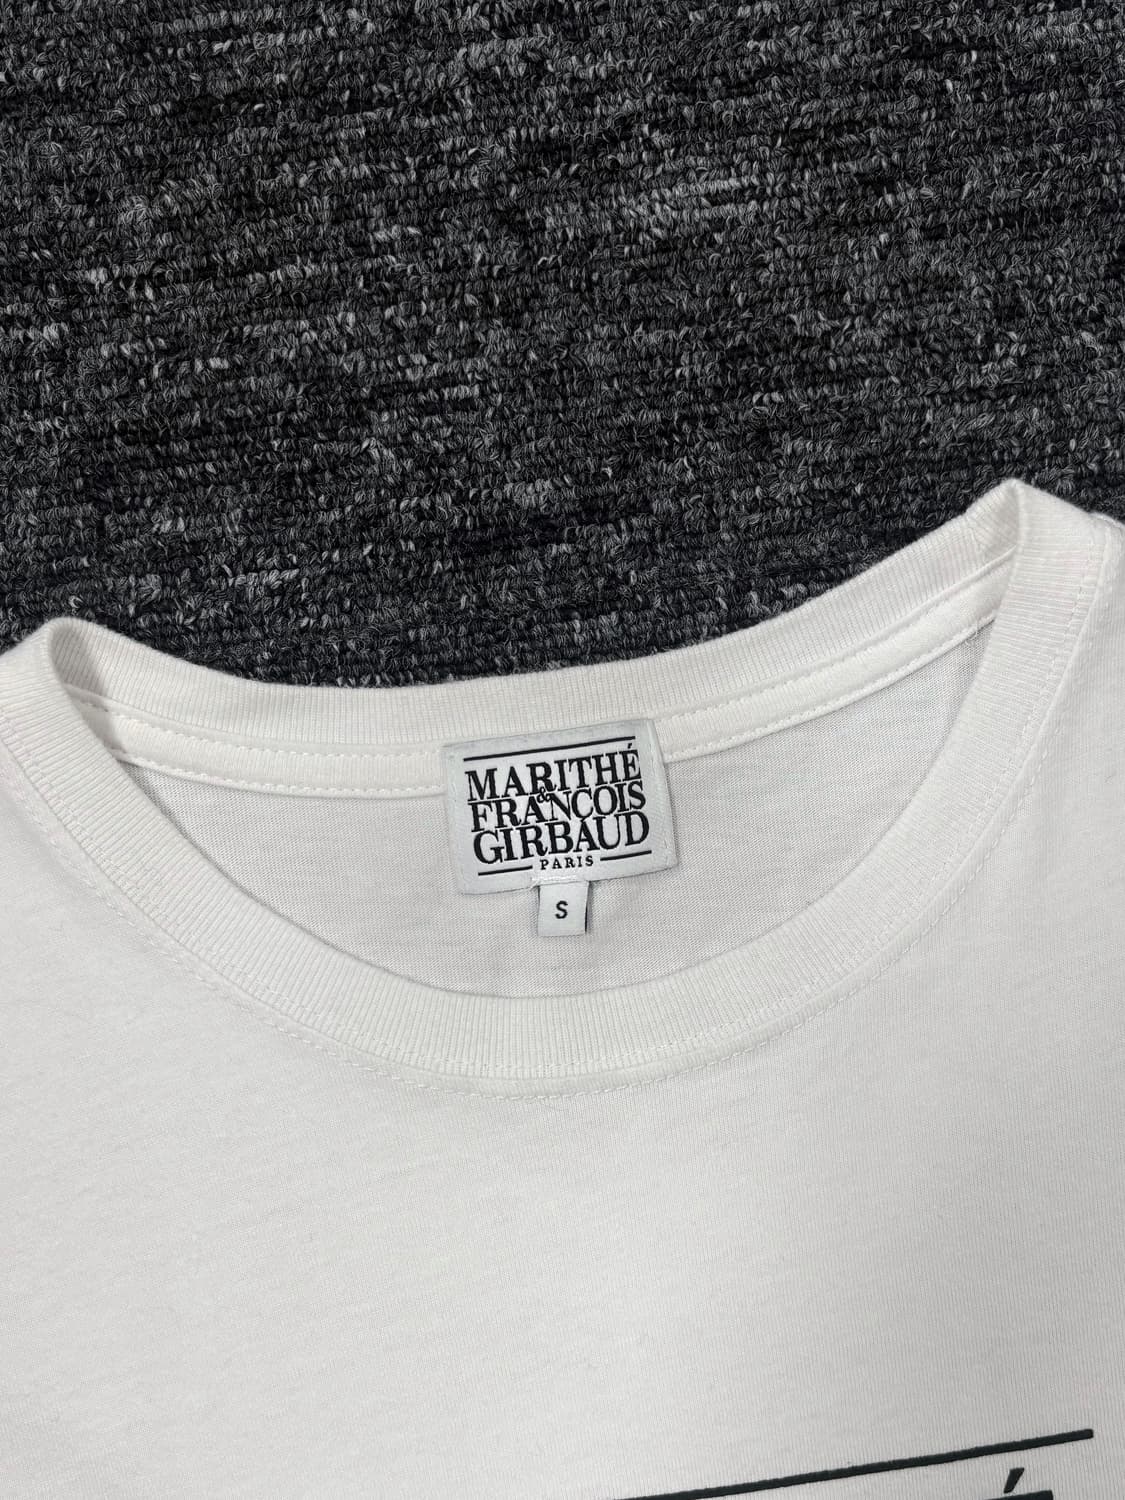 MARITHÉ
&
FRANCOIS
GIRBAUD
PARIS
S